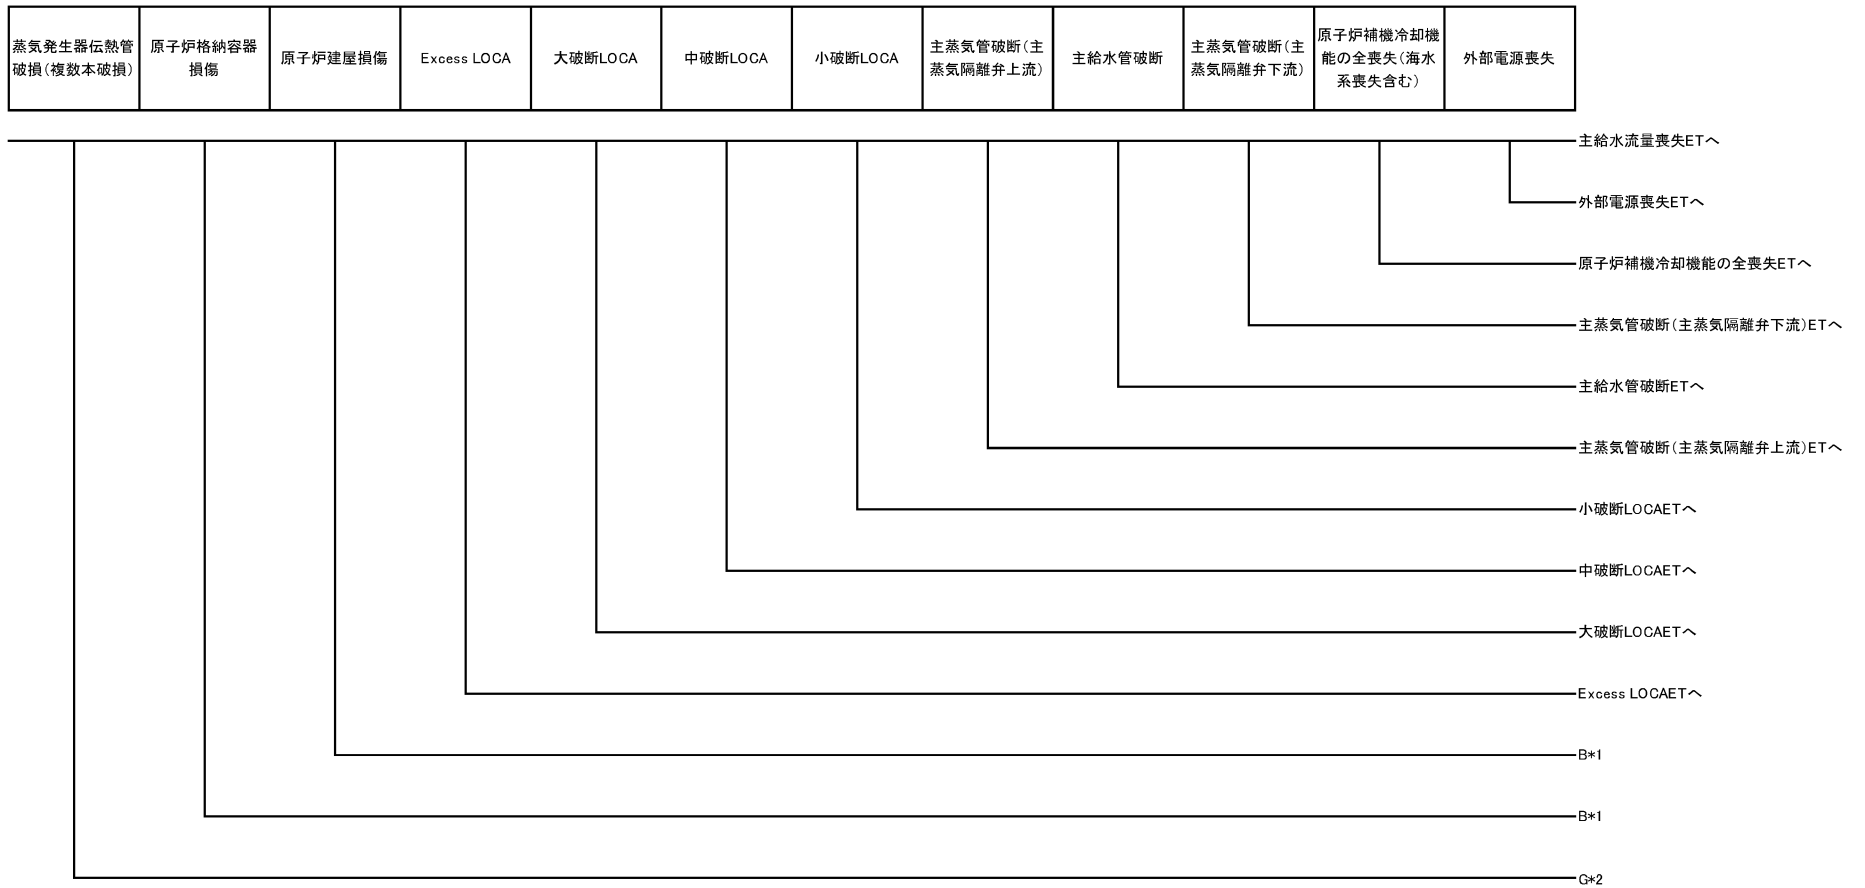 蒸気発生器伝熱管
破損(複数本破損)
原子炉格納容器
損傷
原子炉建屋損傷
Excess LOCA
大破断LOCA
中破断LOCA
小破断LOCA
主蒸気管破断(主
蒸気隔離弁上流)
主給水管破断
主蒸気管破断(主
蒸気隔離弁下流)
原子炉補機冷却機
能の全喪失(海水
系喪失含む)
外部電源喪失
主給水流量喪失ETへ
外部電源喪失ETへ
原子炉補機冷却機能の全喪失ETへ
主蒸気管破断(主蒸気隔離弁下流)ETへ
主給水管破断ETへ
主蒸気管破断(主蒸気隔離弁上流)ETへ
小破断LOCAETへ
中破断LOCAETへ
大破断LOCAETへ
Excess LOCAETへ
B*1
B*1
G*2